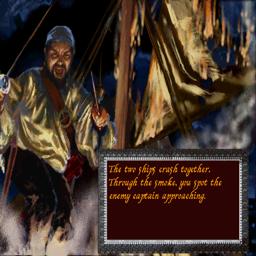 The two ships crash together.
Through the smoke, you spot the
enemy captain approaching.